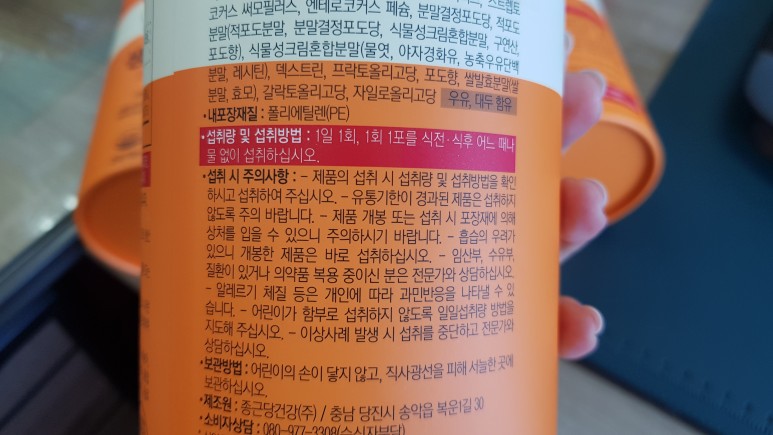 코커스 써모필러스, 엔테로코커스 페슘, 분말결정포도당, 적포도
분말(적포도분말, 분말결정포도당, 식물성크림혼합분말, 구연산
포도향), 식물성크림혼합분말(물엿, 야자경화유, 농축우유단백
분말, 레시틴), 덱스트린, 프락토올리고당, 포도향, 쌀발효분말(쌀
분말, 효모), 갈락토올리고당, 자일로올리고당 우유, 대두 함유
•내포장재질 : 폴리에틸렌(PE)
•섭취량 및 섭취방법 : 1일 1회, 1회 1포를 식전·식후 어느 때나
물 없이 섭취하십시오.
•섭취 시 주의사항 : - 제품의 섭취 시 섭취량 및 섭취방법을 확인
하시고 섭취하여 주십시오. - 유통기한이 경과된 제품은 섭취하지
않도록 주의 바랍니다. - 제품 개봉 또는 섭취 시 포장재에 의해
상처를 입을 수 있으니 주의하시기 바랍니다. - 흡습의 우려가
있으니 개봉한 제품은 바로 섭취하십시오. - 임산부, 수유부,
질환이 있거나 의약품 복용 중이신 분은 전문가와 상담하십시오.
- 알레르기 체질 등은 개인에 따라 과민반응을 나타낼 수 있
습니다. - 어린이가 함부로 섭취하지 않도록 일일섭취량 방법을
지도해 주십시오. - 이상사례 발생 시 섭취를 중단하고 전문가와
상담하십시오.
•보관방법 : 어린이의 손이 닿지 않고, 직사광선을 피해 서늘한 곳에
보관하십시오.
•제조원 : 종근당건강(주) / 충남 당진시 송악읍 복운1길 30
•소비자상담 : 080-977-3308(수신자부담)